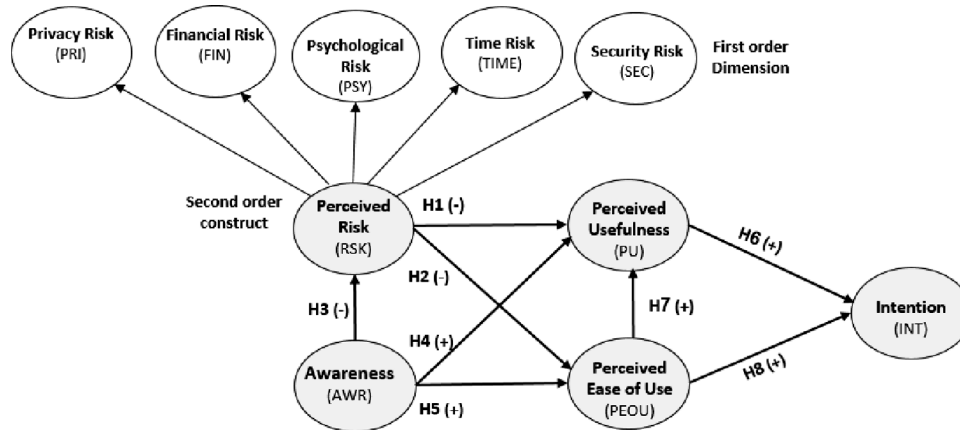 Privacy Risk
(PRI)
Financial Risk
(FIN)
Psychological
Risk
(PSY)
Time Risk
(TIME)
Security Risk
(SEC)
First order
Dimension
Second order
construct
Perceived
Risk
(RSK)
H1 (-)
Perceived
Usefulness
(PU)
H6 (+)
H2 (-)
H3 (-)
H7 (+)
Intention
(INT)
H4 (+)
Awareness
(AWR)
H5 (+)
Perceived
Ease of Use
(PEOU)
H8 (+)